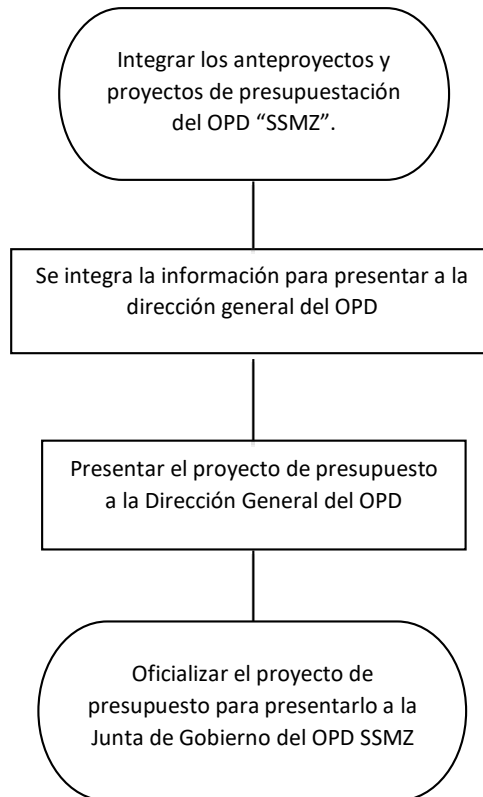 Integrar los anteproyectos y
proyectos de presupuestación
del OPD “SSMZ”.
Se integra la información para presentar a la
dirección general del OPD
Presentar el proyecto de presupuesto
a la Dirección General del OPD
Oficializar el proyecto de
presupuesto para presentarlo a la
Junta de Gobierno del OPD SSMZ